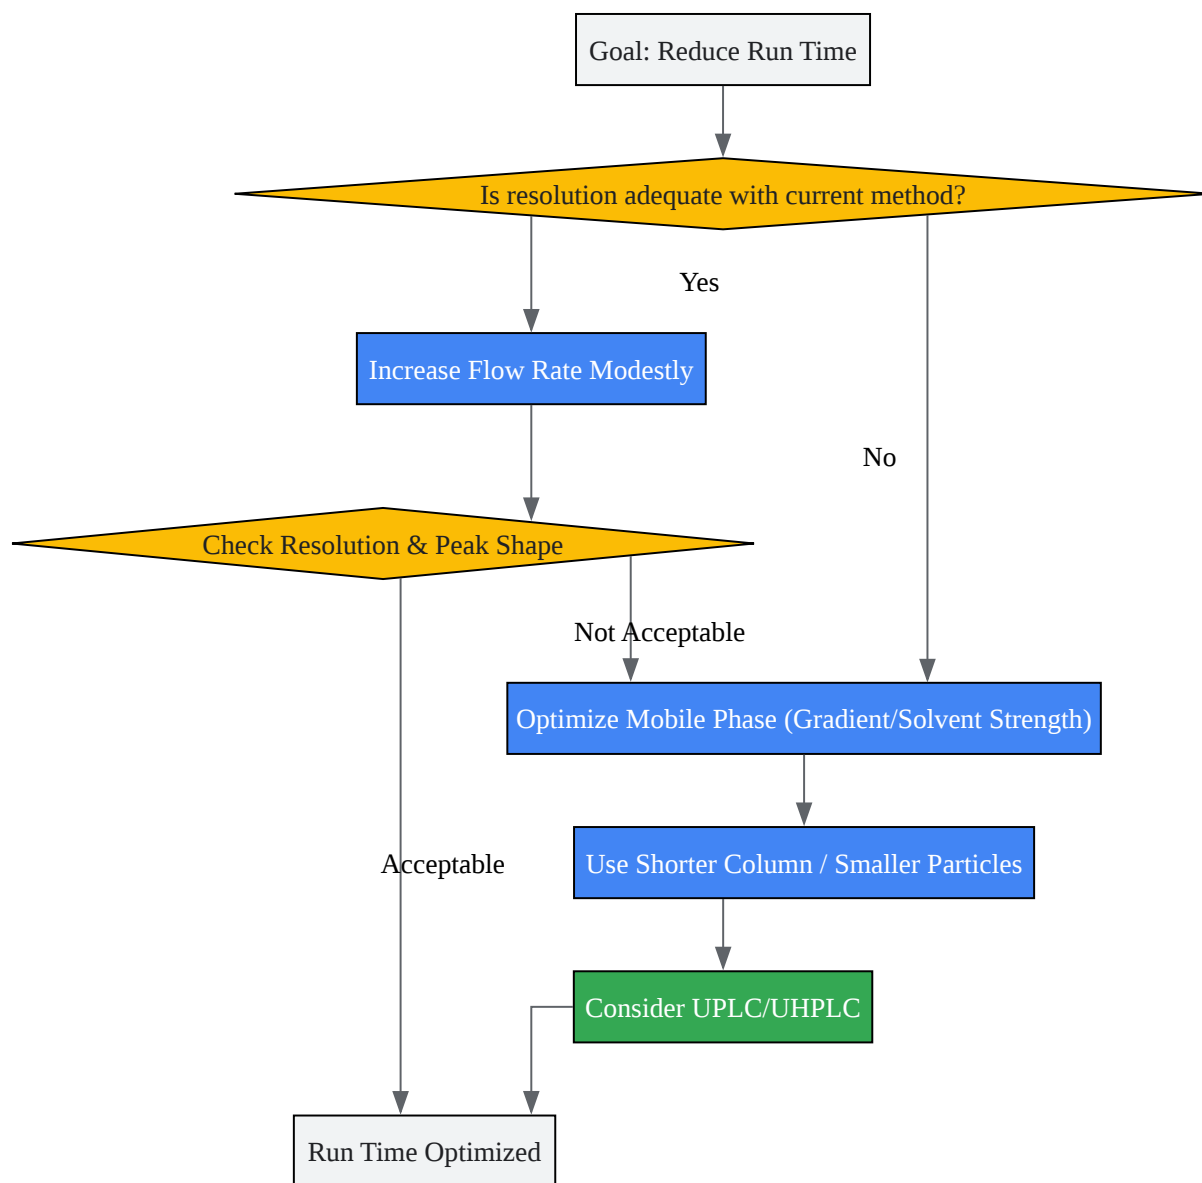 Goal: Reduce Run Time
Is resolution adequate with current method?
Yes
Increase Flow Rate Modestly
No
Check Resolution & Peak Shape
Not Acceptable
Optimize Mobile Phase (Gradient/Solvent Strength)
Acceptable
Use Shorter Column / Smaller Particles
Consider UPLC/UHPLC
Run Time Optimized